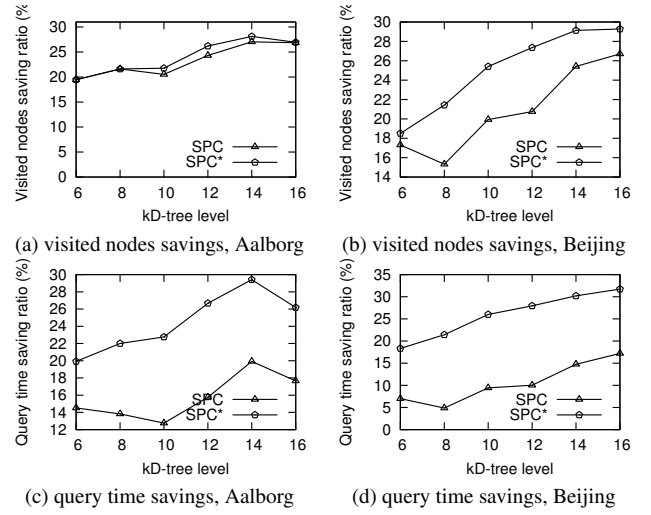 Visited nodes saving ratio (%
30
25
20
15
10
5
0
SPC
SPC*
6 8 10 12 14 16
kD-tree level
(a) visited nodes savings, Aalborg
Visited nodes saving ratio (%
30
28
26
24
22
20
18
16
14
SPC
SPC*
6 8 10 12 14 16
kD-tree level
(b) visited nodes savings, Beijing
Query time saving ratio (%)
30
28
26
24
22
20
18
16
14
12
SPC
SPC*
6 8 10 12 14 16
kD-tree level
(c) query time savings, Aalborg
Query time saving ratio (%)
35
30
25
20
15
10
5
0
SPC
SPC*
6 8 10 12 14 16
kD-tree level
(d) query time savings, Beijing